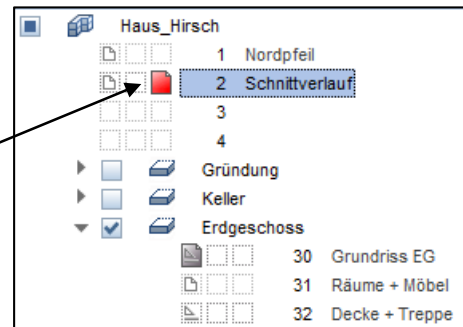 Haus_Hirsch
1 Nordpfeil
2 Schnittverlauf
3
4
Gründung
Keller
Erdgeschoss
30 Grundriss EG
31 Räume + Möbel
32 Decke + Treppe